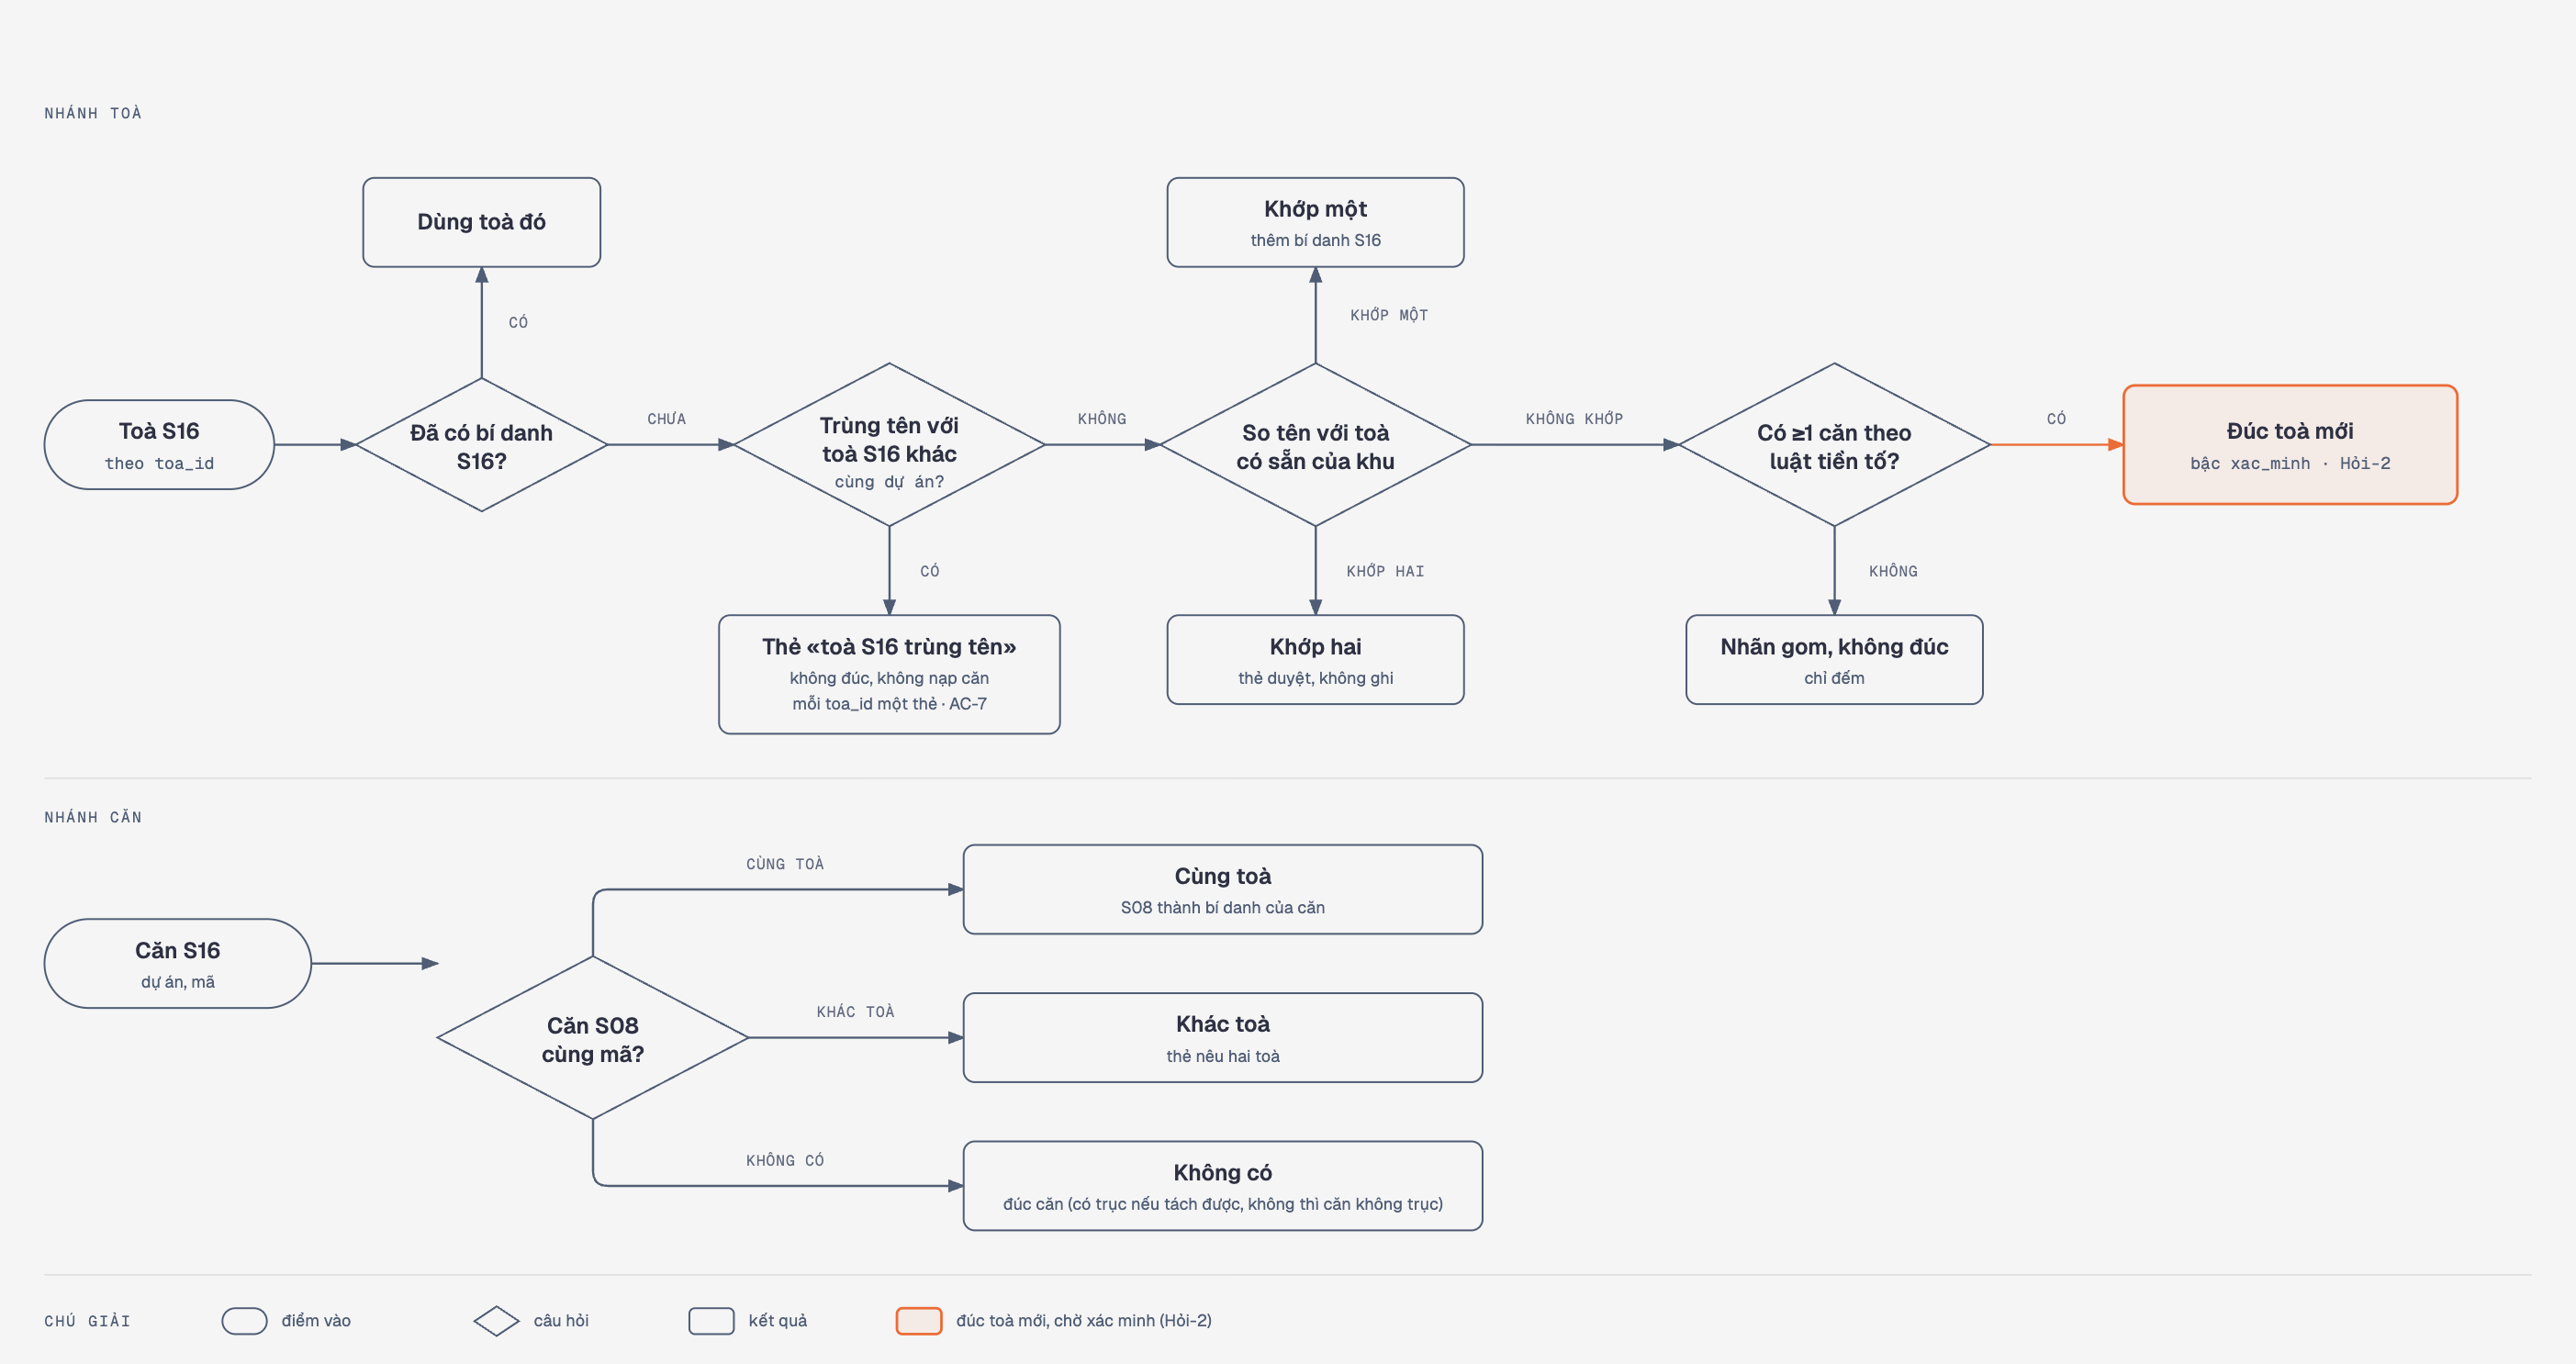 NHÁNH TOÀ
Dùng toà đó
Khớp một
thêm bí danh S16
CÓ
KHỚP MỘT
Toà S16
theo toa_id
Đã có bí danh
S16?
CHƯA
Trùng tên với
toà S16 khác
cùng dự án?
KHÔNG
So tên với toà
có sẵn của khu
KHÔNG KHỚP
Có ≥1 căn theo
luật tiền tố?
CÓ
Đúc toà mới
bậc xac_minh · Hỏi-2
CÓ
KHỚP HAI
KHÔNG
Thẻ «toà S16 trùng tên»
không đúc, không nạp căn
mỗi toa_id một thẻ · AC-7
Khớp hai
thẻ duyệt, không ghi
Nhãn gom, không đúc
chỉ đếm
NHÁNH CĂN
CÙNG TOÀ
Cùng toà
S08 thành bí danh của căn
Căn S16
dự án, mã
Căn S08
cùng mã?
KHÁC TOÀ
Khác toà
thẻ nêu hai toà
KHÔNG CÓ
Không có
đúc căn (có trục nếu tách được, không thì căn không trục)
CHÚ GIẢI
điểm vào
câu hỏi
kết quả
đúc toà mới, chờ xác minh (Hỏi-2)